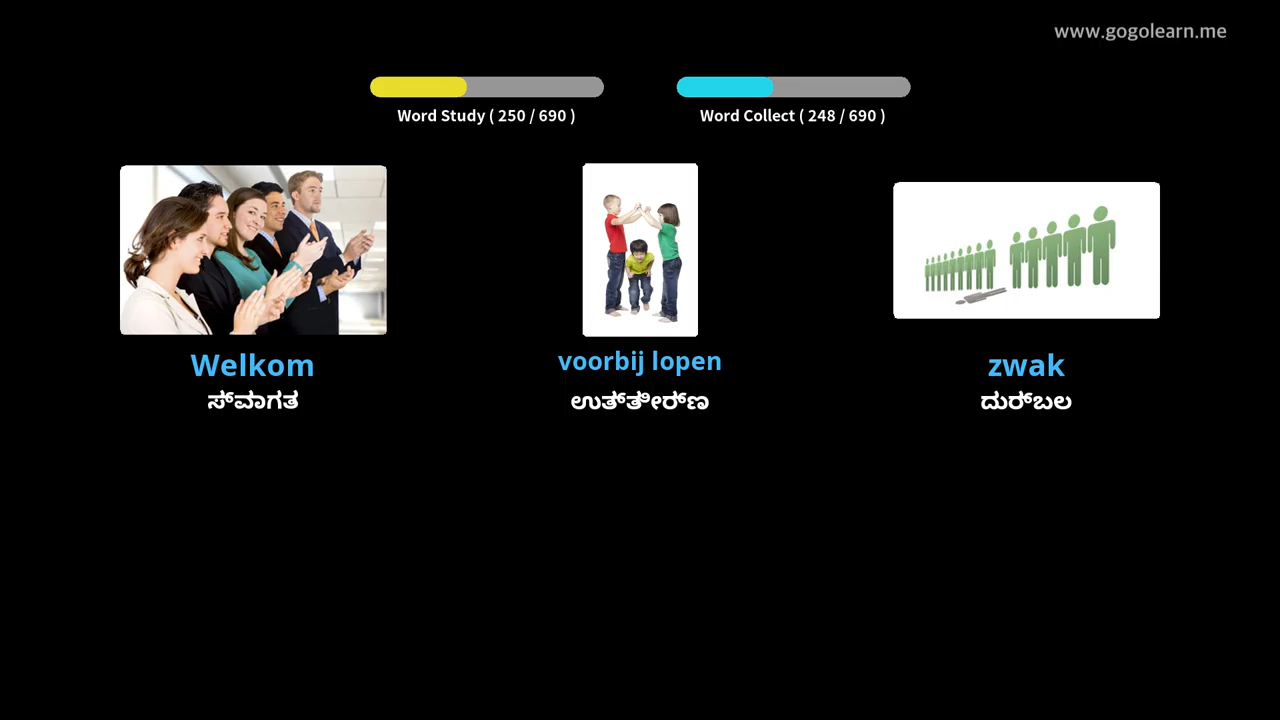 www.gogolearn.me
Word Study ( 250 / 690 )
Word Collect ( 248 / 690 )
Welkom
voorbij lopen
zwak
ಸ್ವಾಗತ
ಉತ್ತೀರ್ಣ
ದುರ್ಬಲ